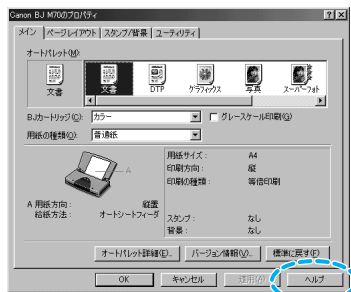 Canon BJ M70のプロパティ
メイン ページレイアウト スタンプ/背景 ユーティリティ
オートパレット(M):
文書 文書 DTP グラフィックス 写真 スーパーフォト
BJカートリッジ(C): カラー グレースケール印刷(G)
用紙の種類(O): 普通紙
A
用紙サイズ: A4
印刷方向: 縦
印刷の種類: 等倍印刷
A 用紙方向: 縦置
給紙方法: オートシートフィーダ
スタンプ: なし
背景: なし
オートパレット詳細(E)... バージョン情報(V)... 標準に戻す(F)
OK キャンセル 適用(A) ヘルプ